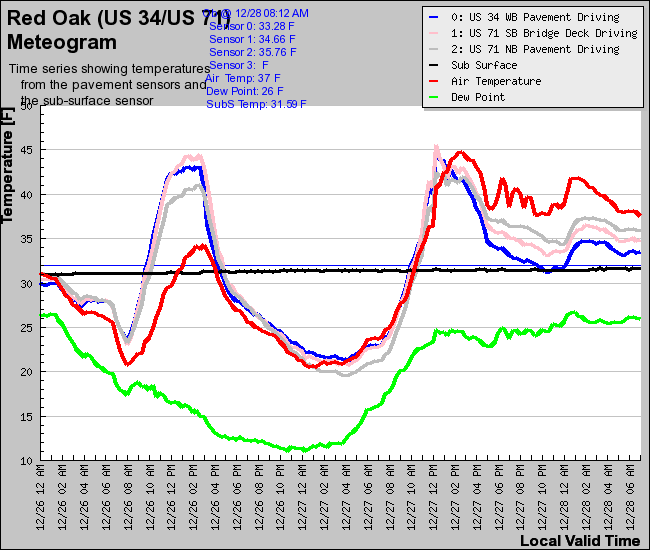 Red Oak (US 34/US 71)
Meteogram
Time series showing temperatures
from the pavement sensors and
the sub-surface sensor
@ 12/28 08:12 AM
Sensor 0: 33.28 F
Sensor 1: 34.66 F
Sensor 2: 35.76 F
Sensor 3: F
Air Temp: 37 F
Dew Point: 26 F
SubS Temp: 31.59 F
0: US 34 WB Pavement Driving
1: US 71 SB Bridge Deck Driving
2: US 71 NB Pavement Driving
Sub Surface
Air Temperature
Dew Point
Temperature [F]
50
45
40
35
30
25
20
15
10
12/26 12 AM
12/26 02 AM
12/26 04 AM
12/26 06 AM
12/26 08 AM
12/26 10 AM
12/26 12 PM
12/26 02 PM
12/26 04 PM
12/26 06 PM
12/26 08 PM
12/26 10 PM
12/27 12 AM
12/27 02 AM
12/27 04 AM
12/27 06 AM
12/27 08 AM
12/27 10 AM
12/27 12 PM
12/27 02 PM
12/27 04 PM
12/27 06 PM
12/27 08 PM
12/27 10 PM
12/28 12 AM
12/28 02 AM
12/28 04 AM
12/28 06 AM
Local Valid Time